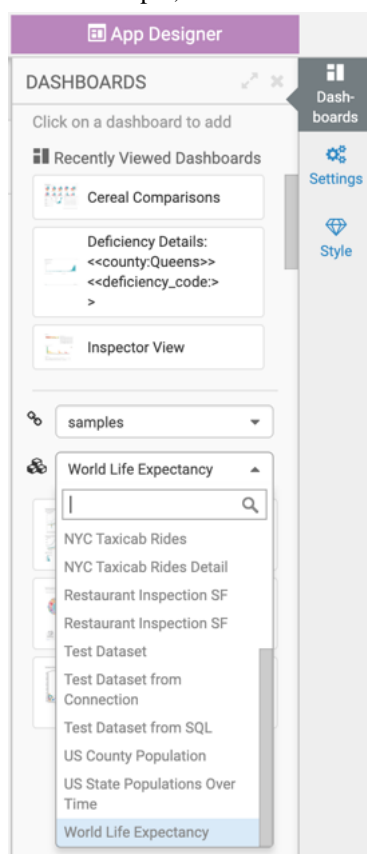 App Designer
DASHBOARDS
Dash-
boards
Click on a dashboard to add
Recently Viewed Dashboards
Settings
Cereal Comparisons
Style
Deficiency Details:
<<county:Queens>>
<<deficiency_code:>
>
Inspector View
samples
World Life Expectancy
NYC Taxicab Rides
NYC Taxicab Rides Detail
Restaurant Inspection SF
Restaurant Inspection SF
Test Dataset
Test Dataset from
Connection
Test Dataset from SQL
US County Population
US State Populations Over
Time
World Life Expectancy